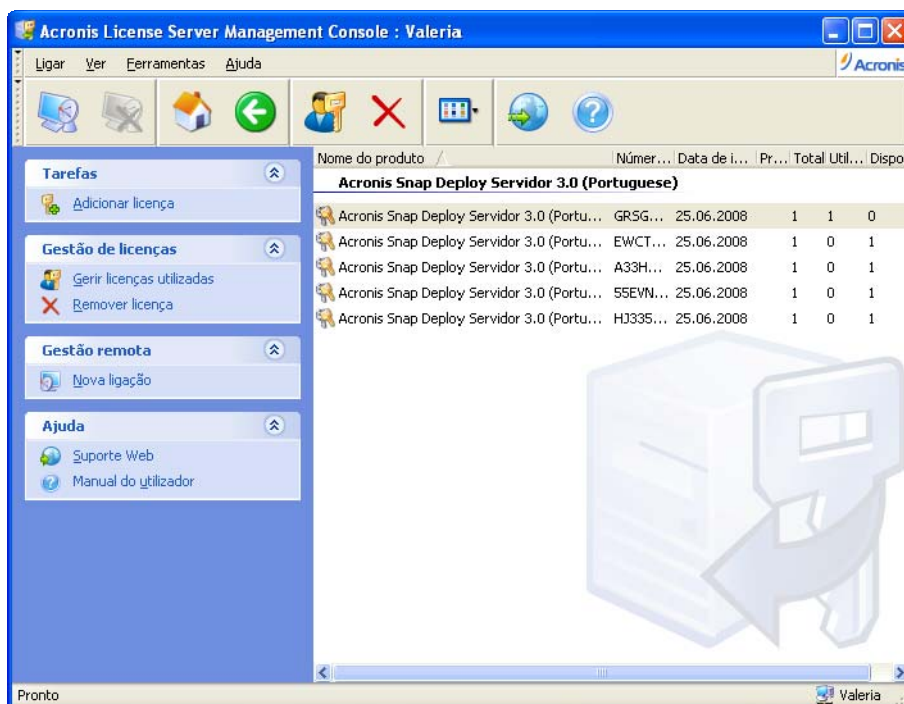 Acronis License Server Management Console : Valeria
Ligar Ver Ferramentas Ajuda
Acronis
Tarefas
Adicionar licença
Gestão de licenças
Gerir licenças utilizadas
Remover licença
Gestão remota
Nova ligação
Ajuda
Suporte Web
Manual do utilizador
Nome do produto Númer... Data de i... Pr... Total Util... Dispo
Acronis Snap Deploy Servidor 3.0 (Portuguese)
Acronis Snap Deploy Servidor 3.0 (Portu... GRSG... 25.06.2008 1 1 0
Acronis Snap Deploy Servidor 3.0 (Portu... EWCT... 25.06.2008 1 0 1
Acronis Snap Deploy Servidor 3.0 (Portu... A33H... 25.06.2008 1 0 1
Acronis Snap Deploy Servidor 3.0 (Portu... 55EVN... 25.06.2008 1 0 1
Acronis Snap Deploy Servidor 3.0 (Portu... HJ335... 25.06.2008 1 0 1
Pronto
Valeria